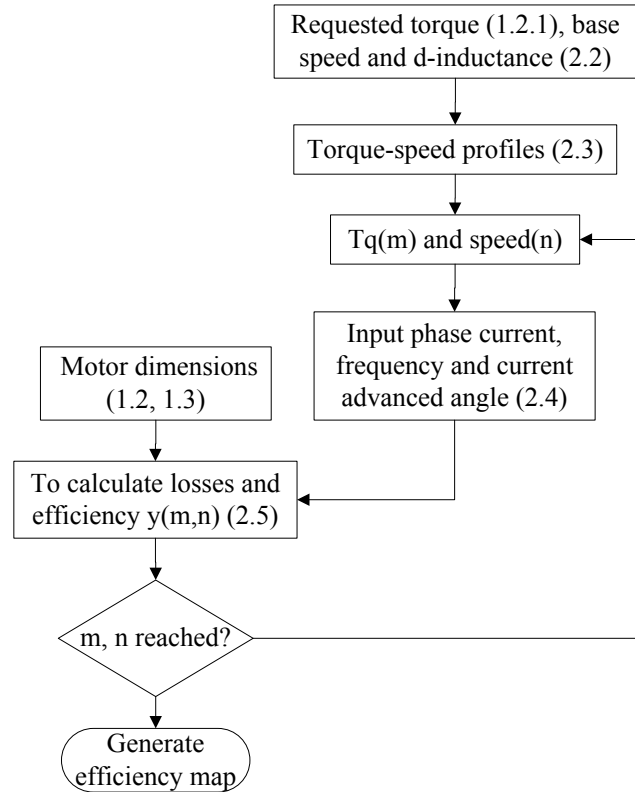 Requested torque (1.2.1), base
speed and d-inductance (2.2)
Torque-speed profiles (2.3)
Tq(m) and speed(n)
Input phase current,
frequency and current
advanced angle (2.4)
Motor dimensions
(1.2, 1.3)
To calculate losses and
efficiency y(m,n) (2.5)
m, n reached?
Generate
efficiency map